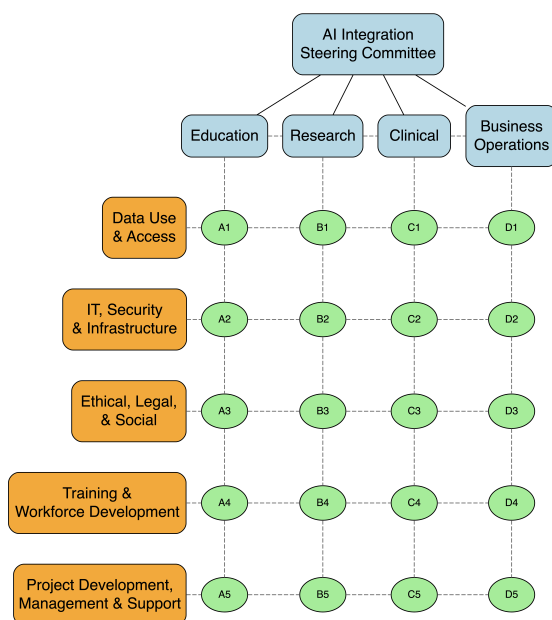 AI Integration
Steering Committee
Education
Research
Clinical
Business
Operations
Data Use
& Access
A1
B1
C1
D1
IT, Security
& Infrastructure
A2
B2
C2
D2
Ethical, Legal,
& Social
A3
B3
C3
D3
Training &
Workforce Development
A4
B4
C4
D4
Project Development,
Management & Support
A5
B5
C5
D5